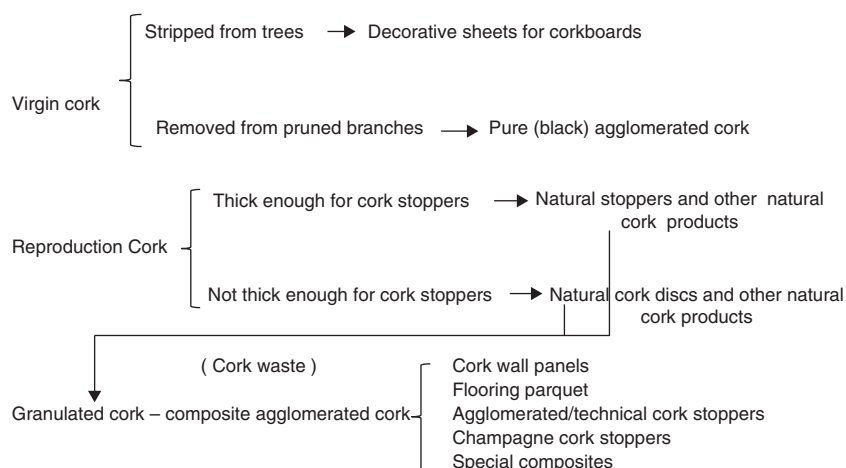 Stripped from trees
Decorative sheets for corkboards
Virgin cork
Removed from pruned branches
Pure (black) agglomerated cork
Thick enough for cork stoppers
Natural stoppers and other natural
cork products
Reproduction Cork
Not thick enough for cork stoppers
Natural cork discs and other natural
cork products
( Cork waste )
Granulated cork – composite agglomerated cork
Cork wall panels
Flooring parquet
Agglomerated/technical cork stoppers
Champagne cork stoppers
Special composites